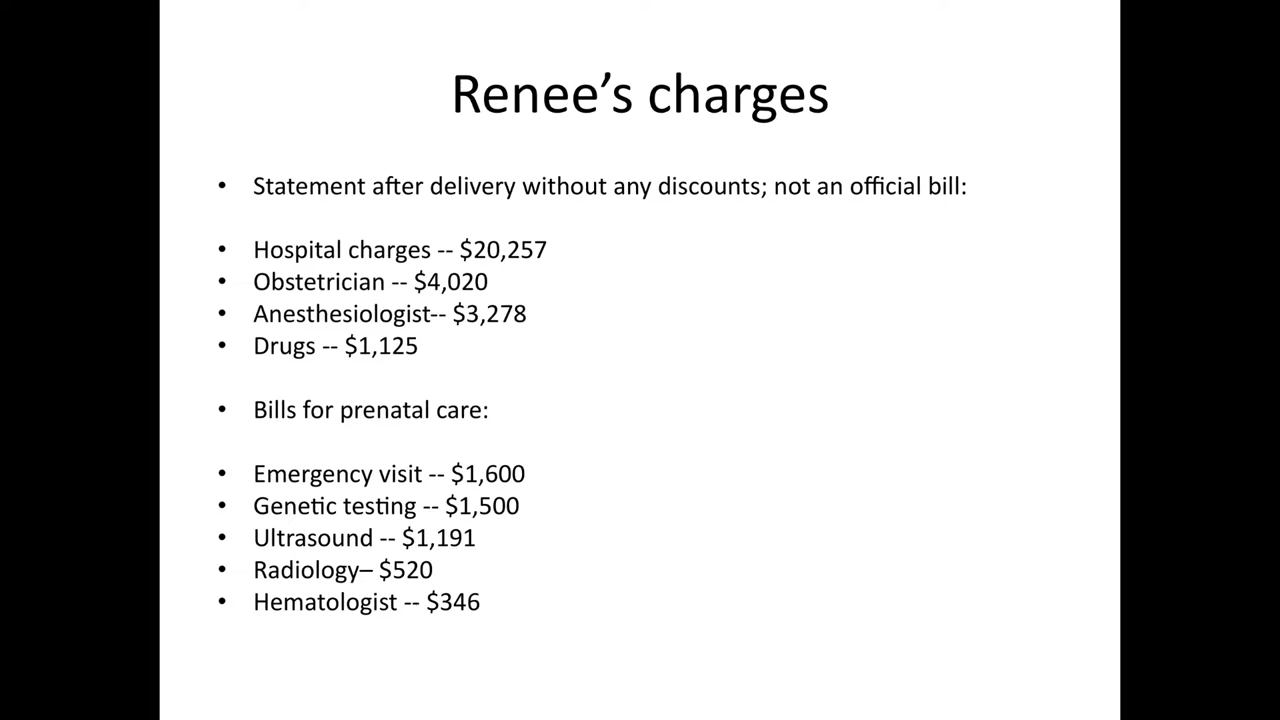 Renee’s charges
• Statement after delivery without any discounts; not an official bill:
• Hospital charges -- $20,257
• Obstetrician -- $4,020
• Anesthesiologist-- $3,278
• Drugs -- $1,125
• Bills for prenatal care:
• Emergency visit -- $1,600
• Genetic testing -- $1,500
• Ultrasound -- $1,191
• Radiology– $520
• Hematologist -- $346